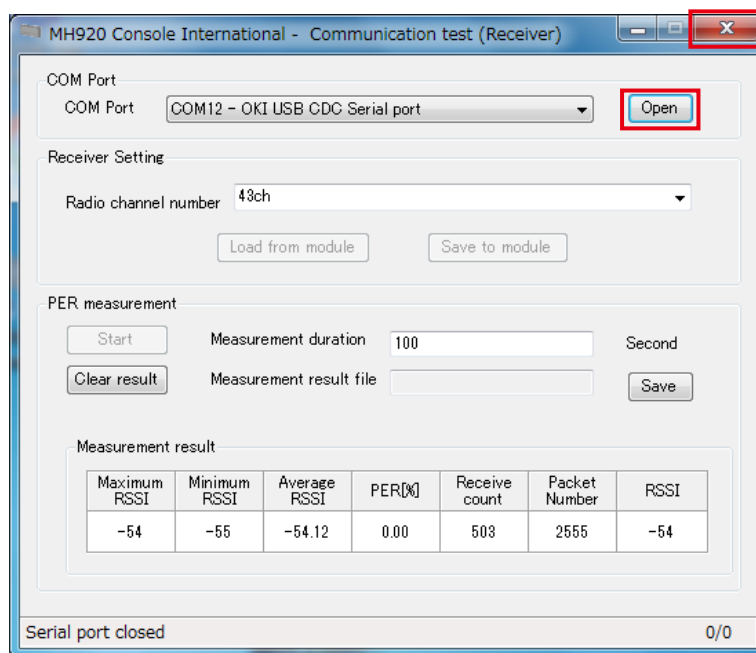 MH920 Console International - Communication test (Receiver)
COM Port
COM Port COM12 - OKI USB CDC Serial port Open
Receiver Setting
Radio channel number 43ch
Load from module Save to module
PER measurement
Start Measurement duration 100 Second
Clear result Measurement result file Save
Measurement result
Maximum RSSI Minimum RSSI Average RSSI PER[%] Receive count Packet Number RSSI
-54 -55 -54.12 0.00 503 2555 -54
Serial port closed 0/0